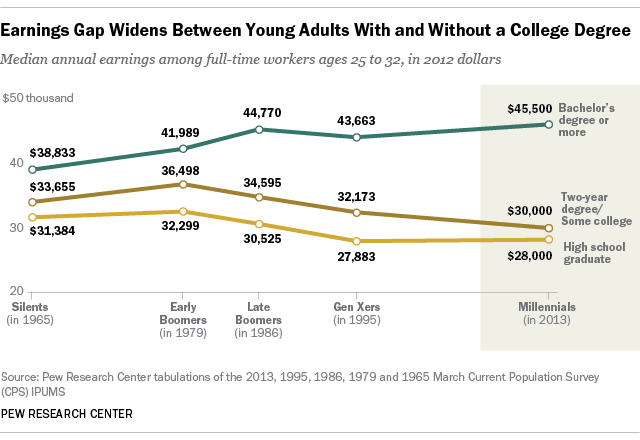 Earnings Gap Widens Between Young Adults With and Without a College Degree
Median annual earnings among full-time workers ages 25 to 32, in 2012 dollars
$50 thousand
40
30
20
$38,833
41,989
44,770
43,663
$45,500
Bachelor's
degree or
more
$33,655
36,498
34,595
32,173
$30,000
Two-year
degree/
Some college
$31,384
32,299
30,525
27,883
$28,000
High school
graduate
Silents
(in 1965)
Early
Boomers
(in 1979)
Late
Boomers
(in 1986)
Gen Xers
(in 1995)
Millennials
(in 2013)
Source: Pew Research Center tabulations of the 2013, 1995, 1986, 1979 and 1965 March Current Population Survey
(CPS) IPUMS
PEW RESEARCH CENTER